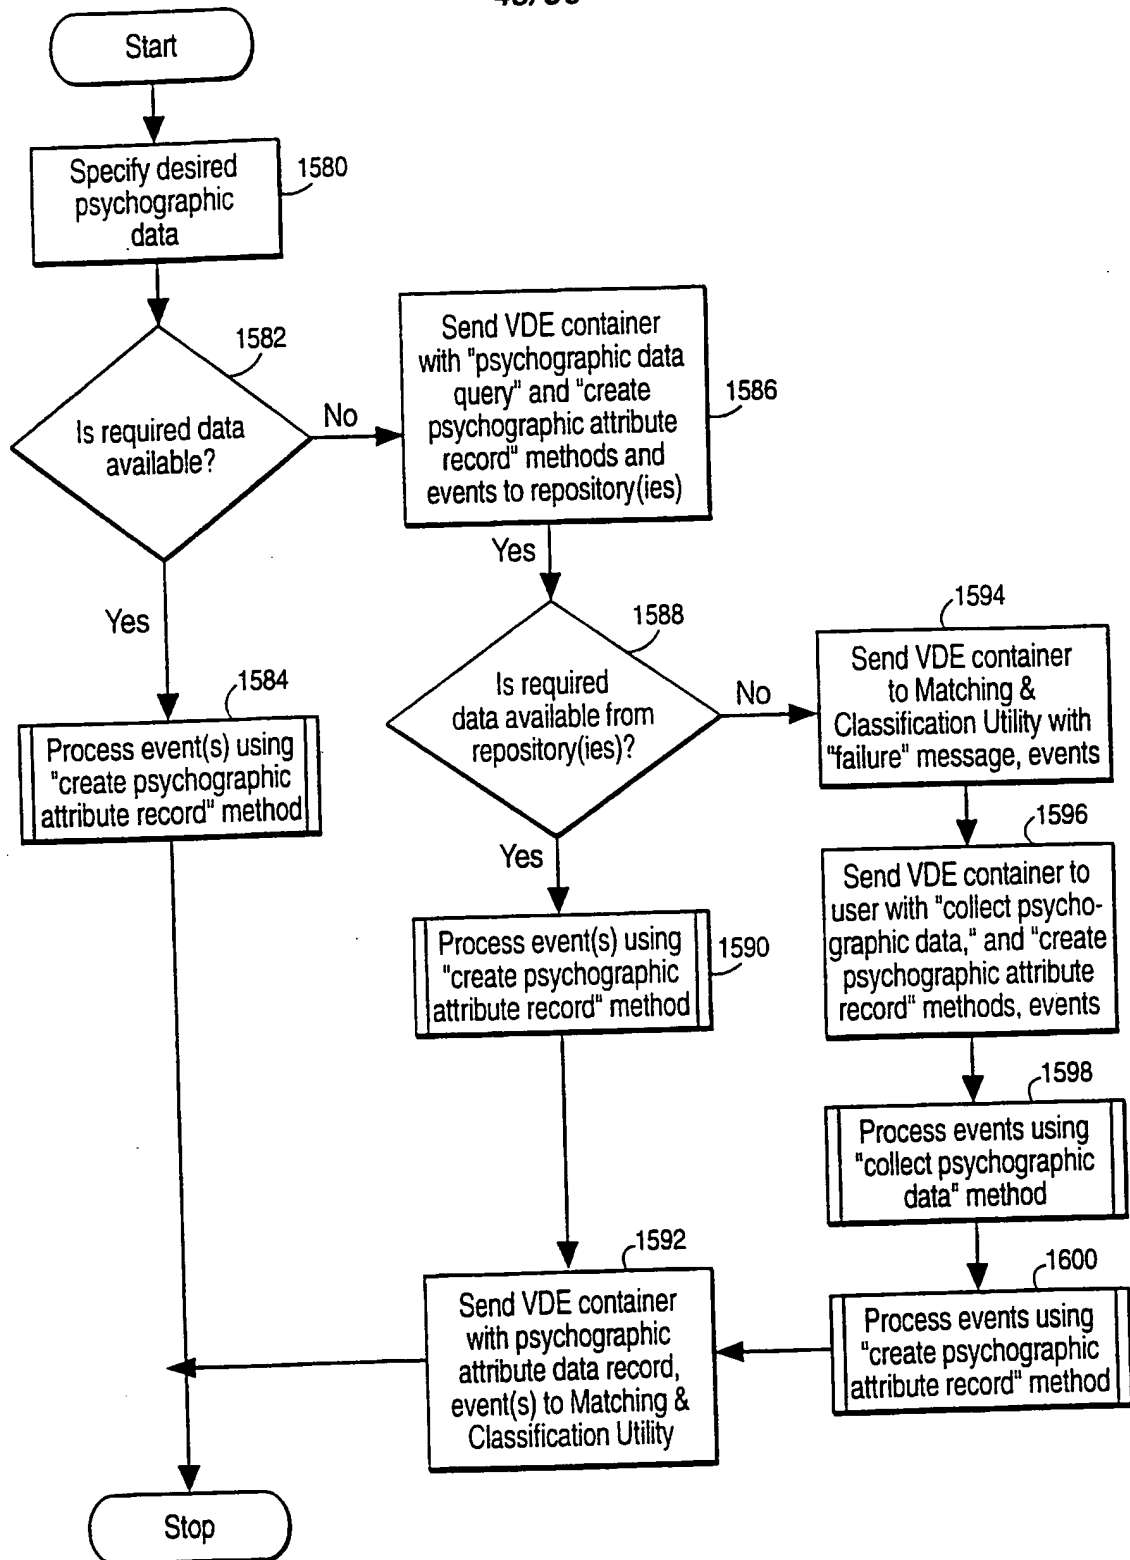 Start
Specify desired
psychographic
data
1580
1582
Is required data
available?
No
Yes
Send VDE container
with "psychographic data
query" and "create
psychographic attribute
record" methods and
events to repository(ies)
1586
Yes
1584
Process event(s) using
"create psychographic
attribute record" method
1588
Is required
data available from
repository(ies)?
No
Yes
1594
Send VDE container
to Matching &
Classification Utility with
"failure" message, events
1596
Send VDE container to
user with "collect psycho-
graphic data," and "create
psychographic attribute
record" methods, events
Process event(s) using
"create psychographic
attribute record" method
1590
1598
Process events using
"collect psychographic
data" method
1600
Process events using
"create psychographic
attribute record" method
1592
Send VDE container
with psychographic
attribute data record,
event(s) to Matching &
Classification Utility
Stop